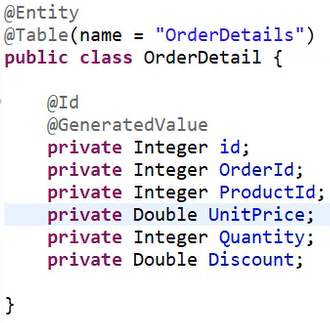 @Entity
@Table(name = "OrderDetails")
public class OrderDetail {
@Id
@GeneratedValue
private Integer id;
private Integer OrderId;
private Integer ProductId;
private Double UnitPrice;
private Integer Quantity;
private Double Discount;
}